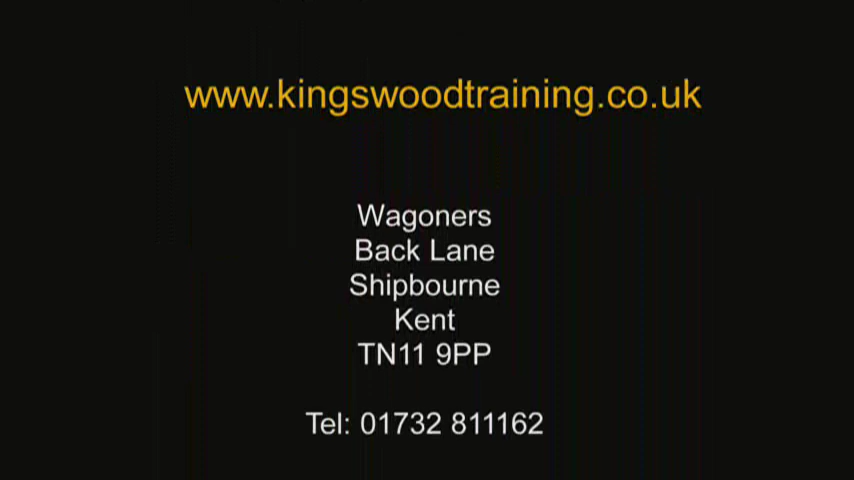 www.kingswoodtraining.co.uk
Wagoners
Back Lane
Shipbourne
Kent
TN11 9PP
Tel: 01732 811162